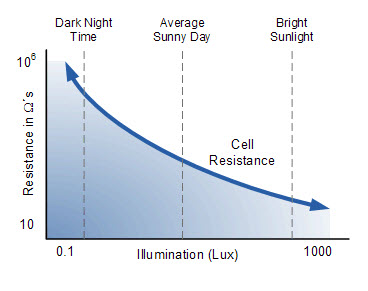 Dark Night
Time
Average
Sunny Day
Bright
Sunlight
10⁶
Resistance in Ω's
Cell
Resistance
10
0.1
Illumination (Lux)
1000